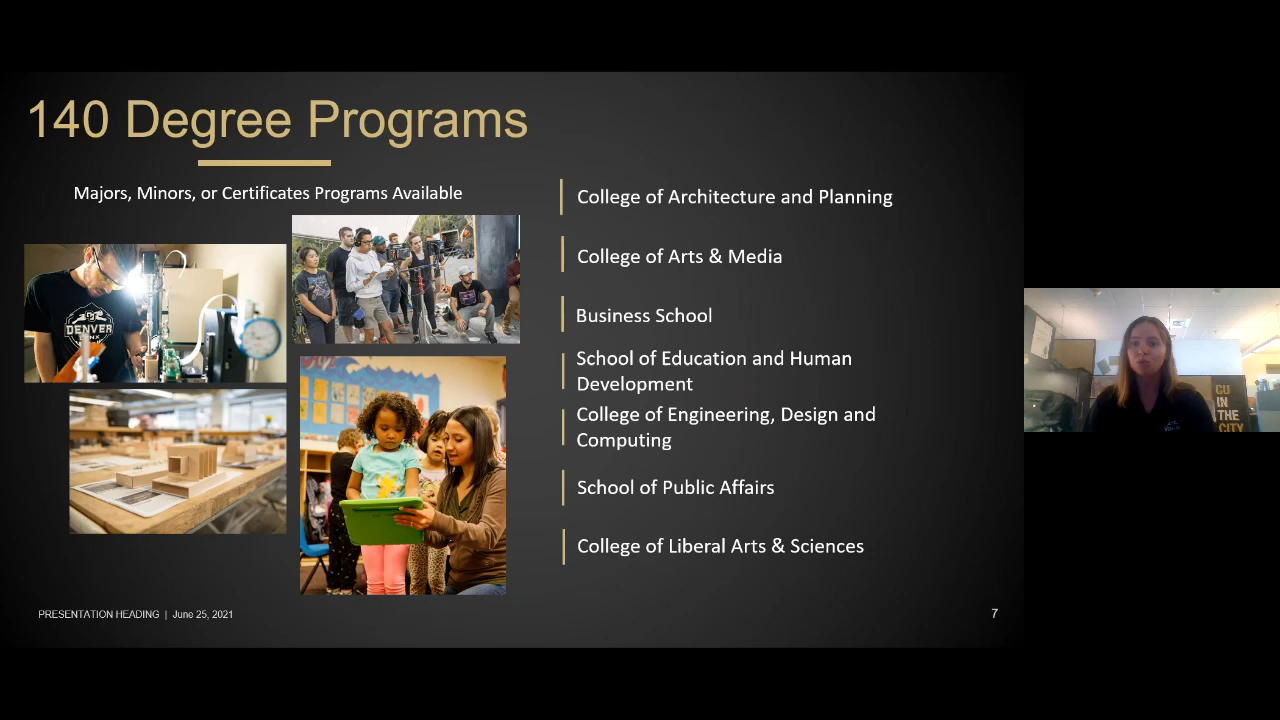 140 Degree Programs
Majors, Minors, or Certificates Programs Available
DENVER
College of Architecture and Planning
College of Arts & Media
Business School
School of Education and Human
Development
College of Engineering, Design and
Computing
School of Public Affairs
College of Liberal Arts & Sciences
CU
IN
THE
CITY
PRESENTATION HEADING | June 25, 2021
7